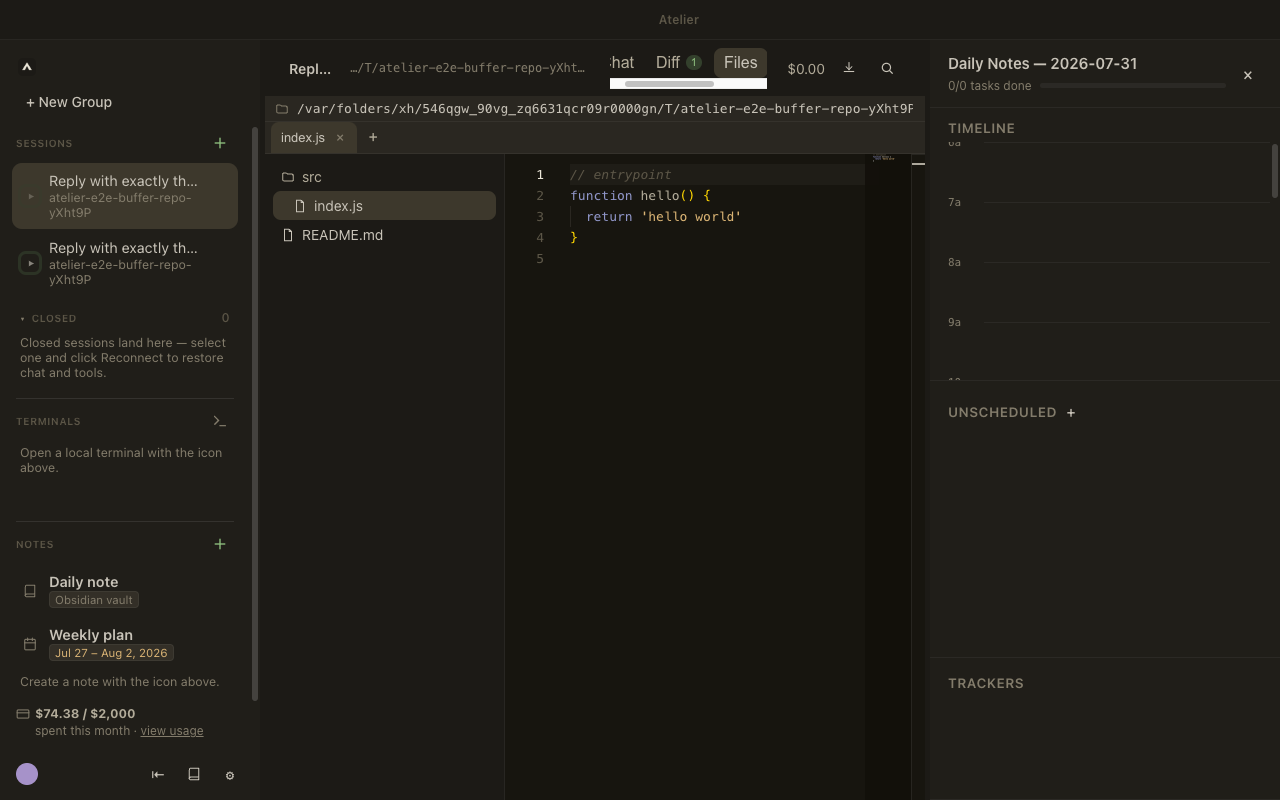 Atelier
+ New Group
SESSIONS
Reply with exactly th...
atelier-e2e-buffer-repo-
yXht9P
Reply with exactly th...
atelier-e2e-buffer-repo-
yXht9P
CLOSED 0
Closed sessions land here — select
one and click Reconnect to restore
chat and tools.
TERMINALS
Open a local terminal with the icon
above.
NOTES
Daily note
Obsidian vault
Weekly plan
Jul 27 – Aug 2, 2026
Create a note with the icon above.
$74.38 / $2,000
spent this month · view usage
Repl... …/T/atelier-e2e-buffer-repo-yXht… hat Diff 1 Files $0.00
/var/folders/xh/546qgw_90vg_zq6631qcr09r0000gn/T/atelier-e2e-buffer-repo-yXht9P
index.js × +
src
index.js
README.md
1 // entrypoint
2 function hello() {
3 return 'hello world'
4 }
5
Daily Notes — 2026-07-31 ×
0/0 tasks done
TIMELINE
6a
7a
8a
9a
UNSCHEDULED +
TRACKERS